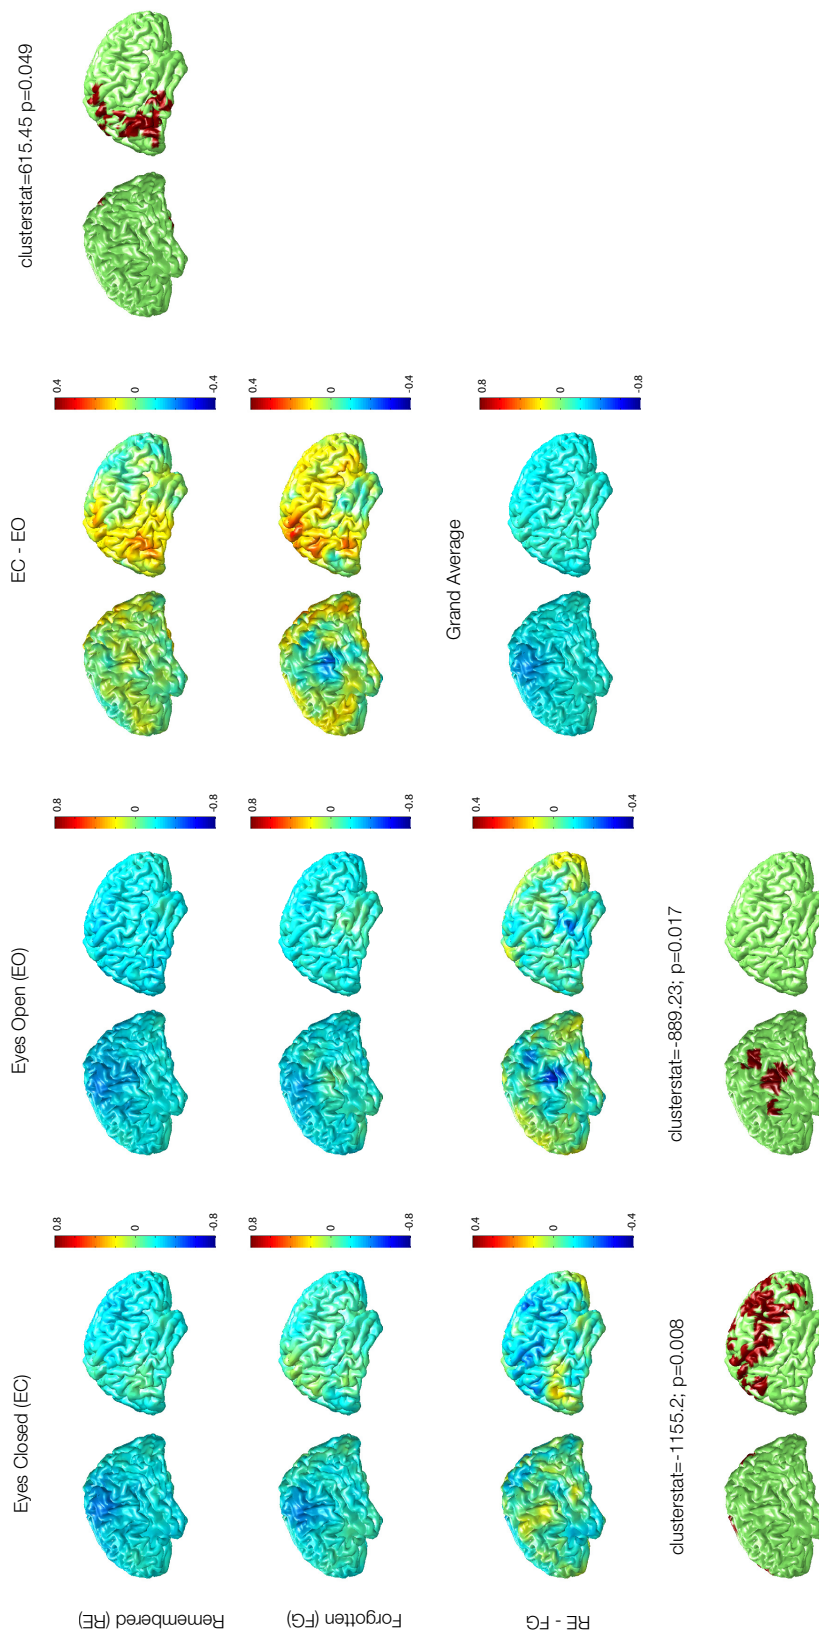 Eyes Closed (EC)
Eyes Open (EO)
EC - EO
clusterstat=615.45 p=0.049
Remembered (RE)
0.8
0
-0.8
0.8
0
-0.8
0.4
0
-0.4
Forgotten (FG)
0.8
0
-0.8
0.8
0
-0.8
0.4
0
-0.4
Grand Average
RE - FG
0.4
0
-0.4
0.4
0
-0.4
0.8
0
-0.8
clusterstat=-1155.2; p=0.008
clusterstat=-889.23; p=0.017